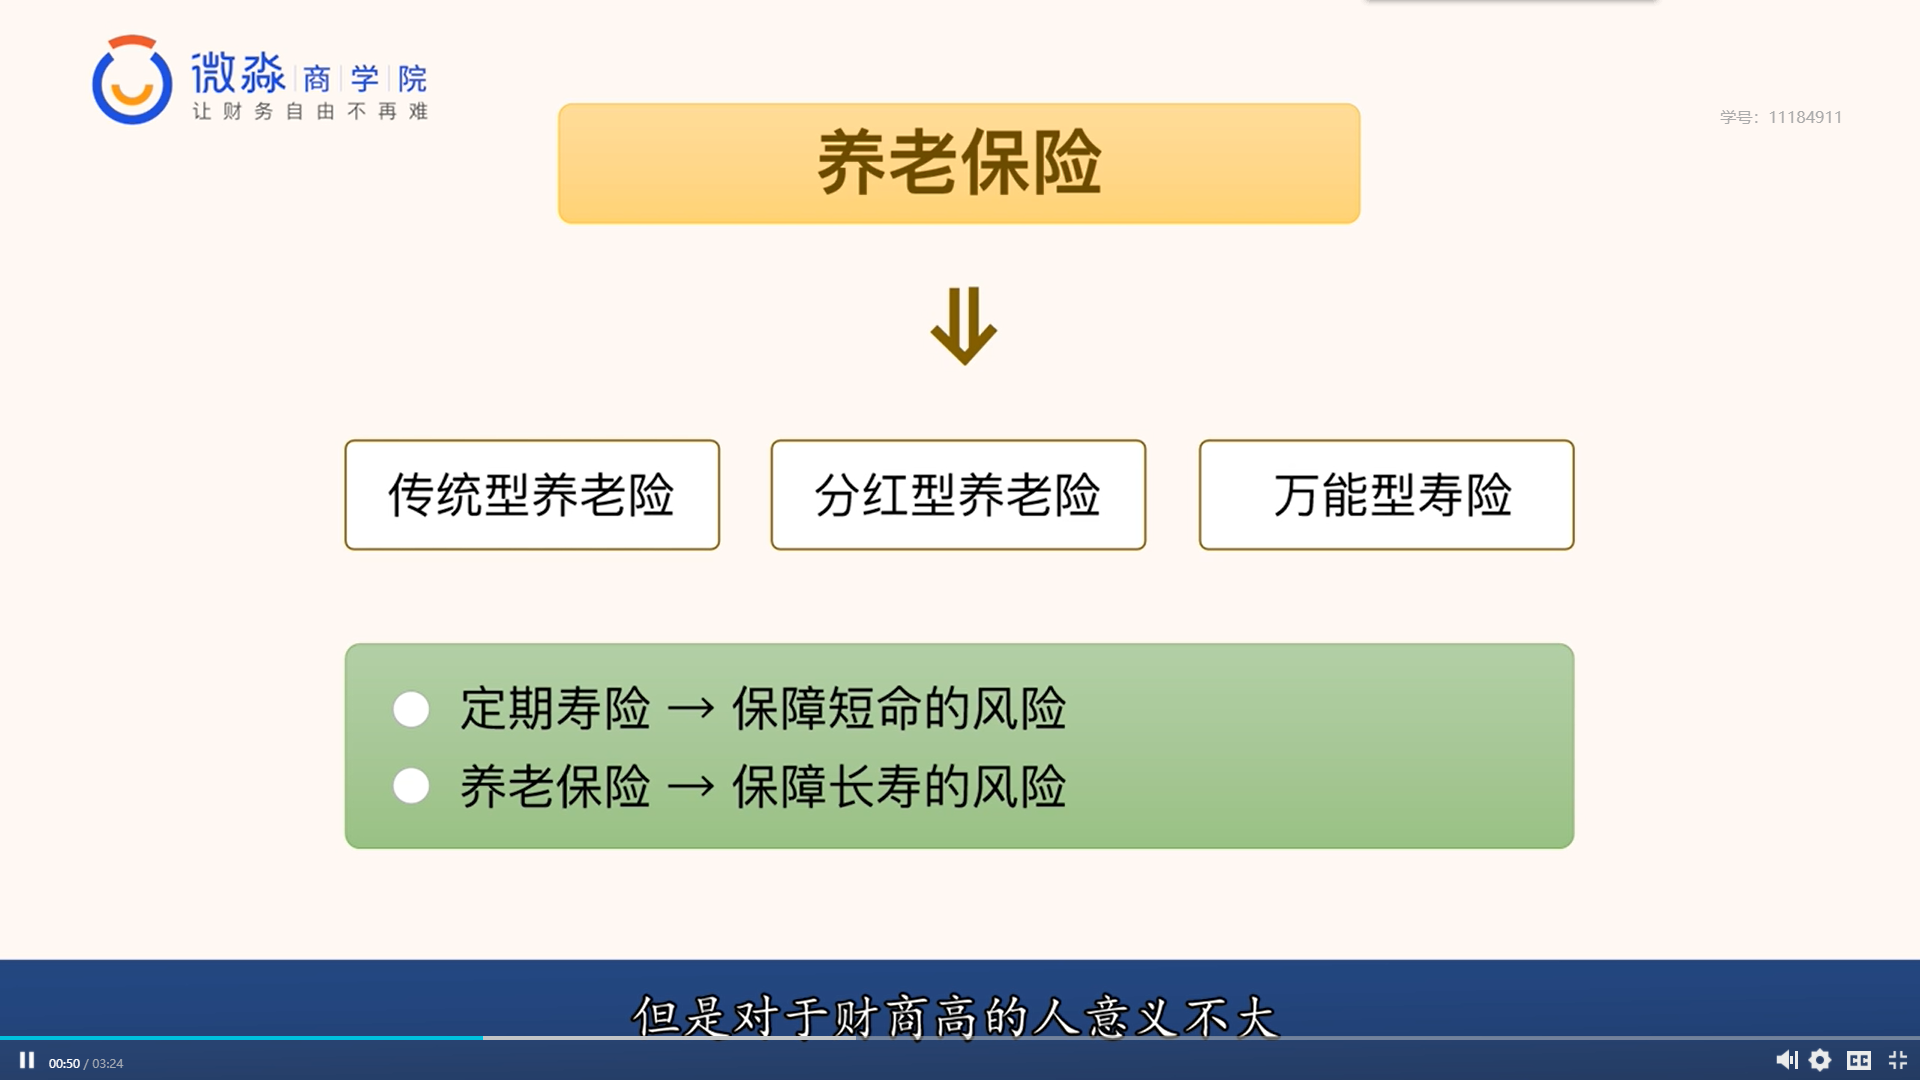 微淼商学院
让财务自由不再难
学号：11184911
养老保险
传统型养老险
分红型养老险
万能型寿险
定期寿险 → 保障短命的风险
养老保险 → 保障长寿的风险
但是对于财商高的人意义不大
00:50 / 03:24
CC